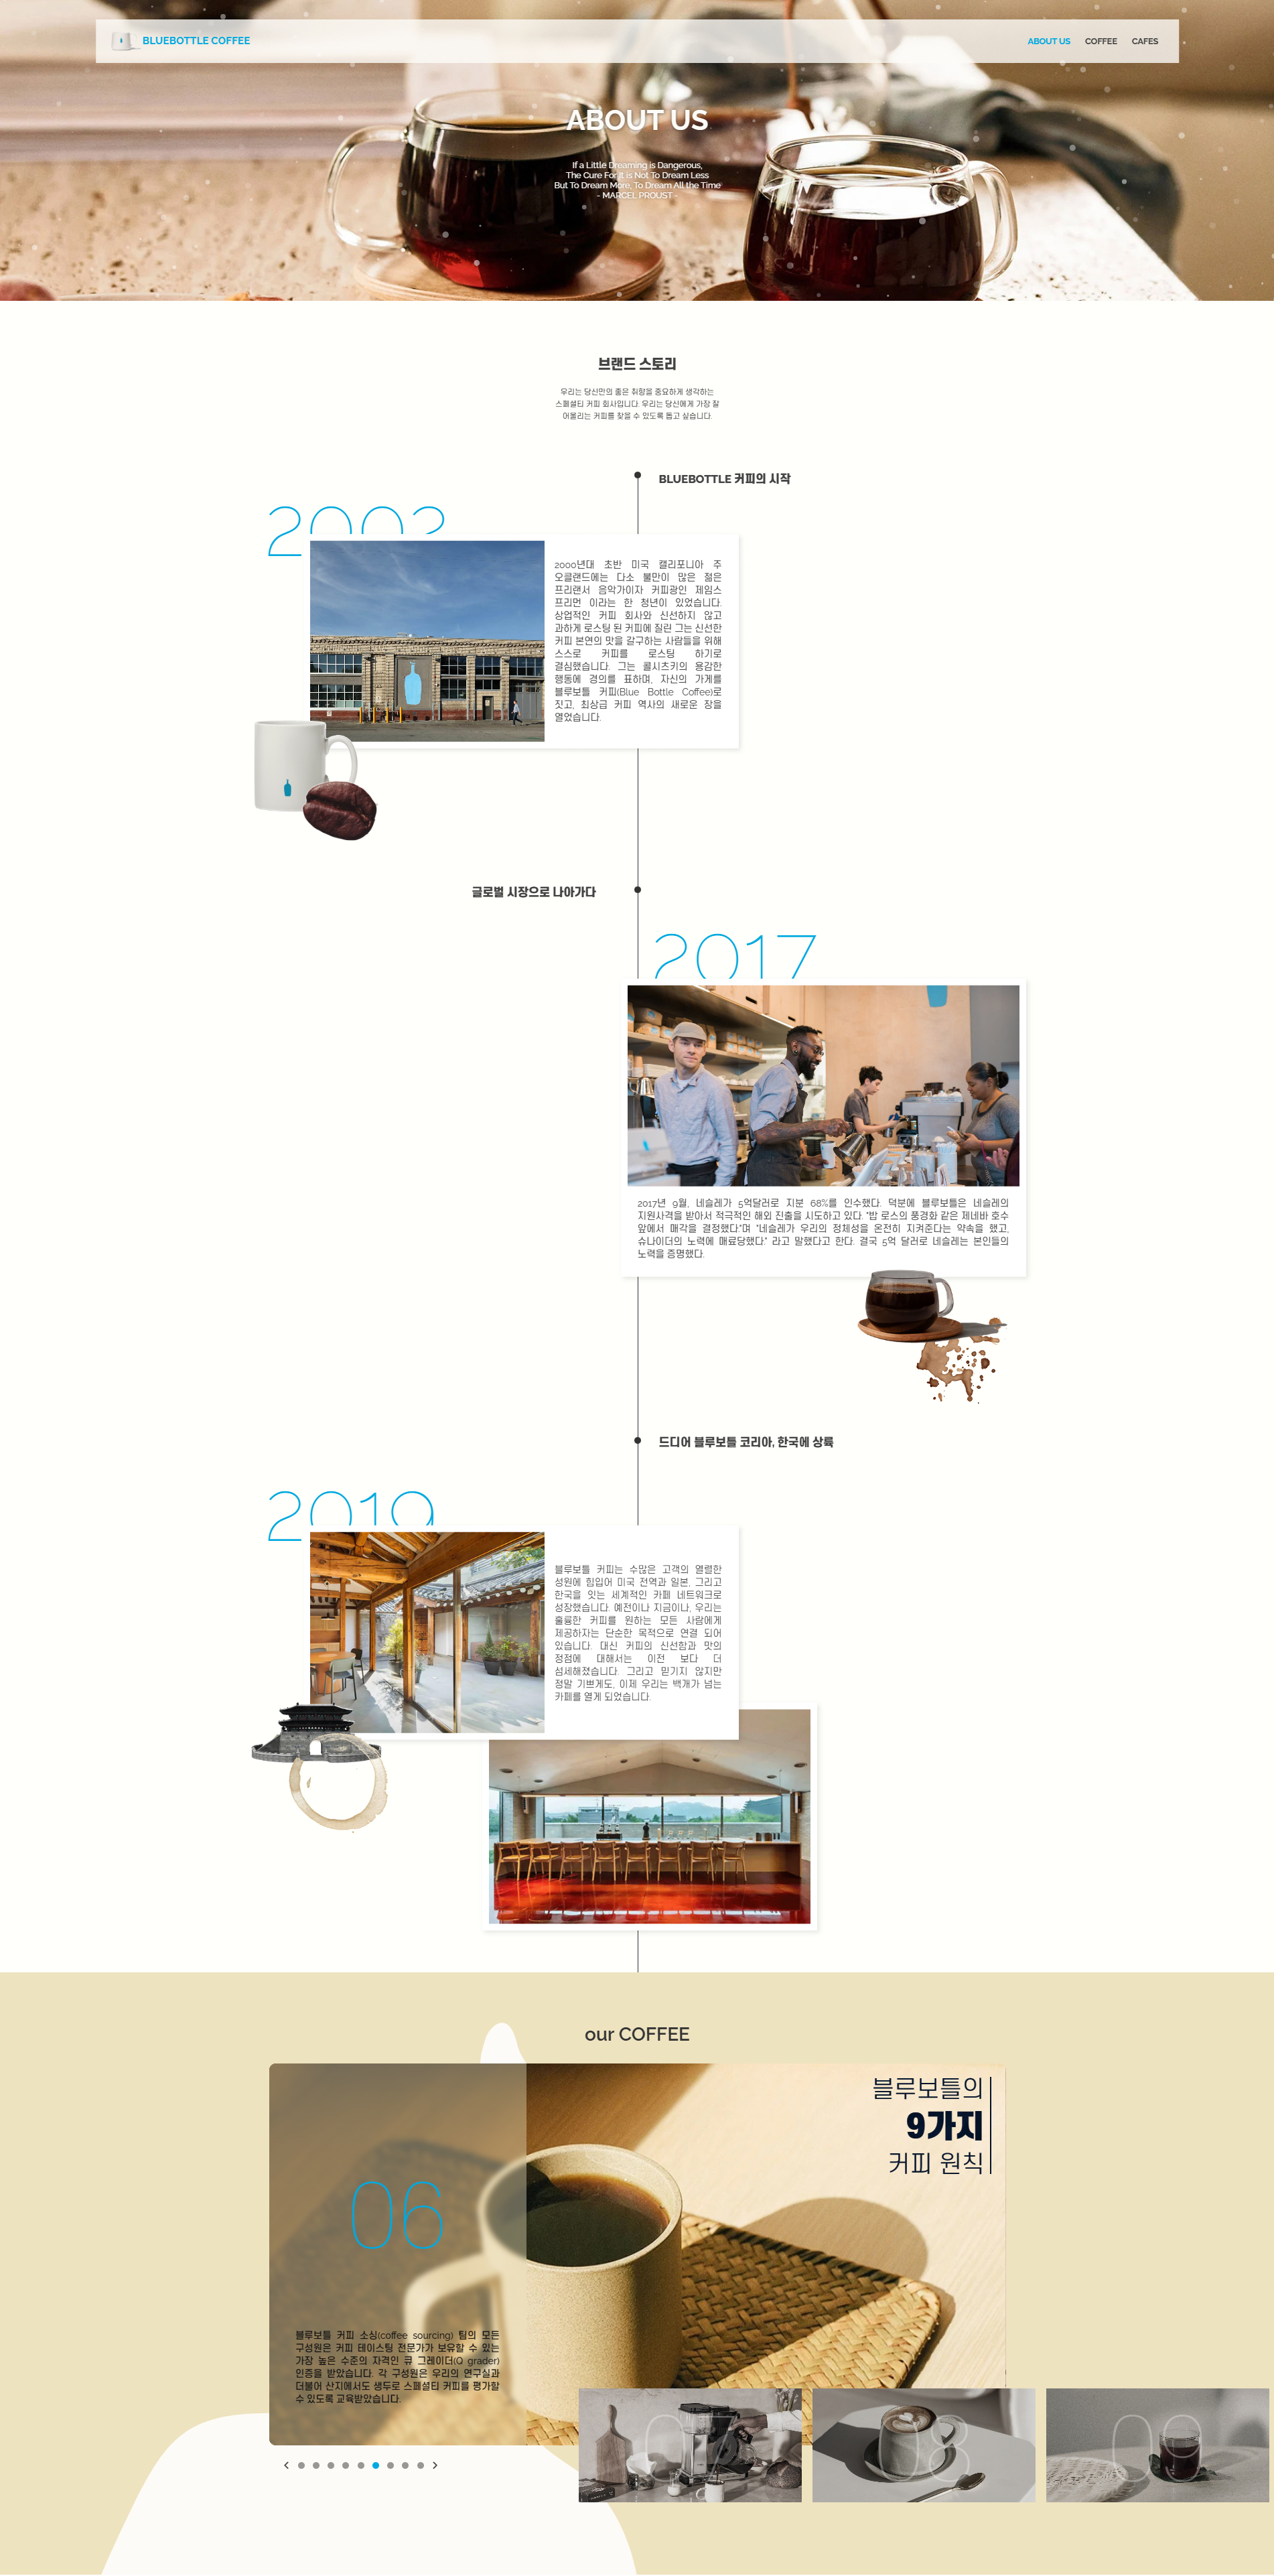 BLUEBOTTLE COFFEE
ABOUT US COFFEE CAFES
ABOUT US
If a Little Dreaming is Dangerous,
The Cure For It is Not To Dream Less
But To Dream More, To Dream All the Time
- MARCEL PROUST -
브랜드 스토리
우리는 당신만의 좋은 취향을 중요하게 생각하는
스페셜티 커피 회사입니다. 우리는 당신에게 가장 잘
어울리는 커피를 찾을 수 있도록 돕고 싶습니다.
BLUEBOTTLE 커피의 시작
2002
2000년대 초반 미국 캘리포니아 주
오클랜드에는 다소 불만이 많은 젊은
프리랜서 음악가이자 커피광인 제임스
프리먼 이라는 한 청년이 있었습니다.
상업적인 커피 회사와 신선하지 않고
과하게 로스팅 된 커피에 질린 그는 신선한
커피 본연의 맛을 갈구하는 사람들을 위해
스스로 커피를 로스팅 하기로
결심했습니다. 그는 콜시츠키의 용감한
행동에 경의를 표하며, 자신의 가게를
블루보틀 커피(Blue Bottle Coffee)로
짓고, 최상급 커피 역사의 새로운 장을
열었습니다.
글로벌 시장으로 나아가다
2017
2017년 9월, 네슬레가 5억달러로 지분 68%를 인수했다. 덕분에 블루보틀은 네슬레의
지원사격을 받아서 적극적인 해외 진출을 시도하고 있다. "밥 로스의 풍경화 같은 제네바 호수
앞에서 매각을 결정했다."며 "네슬레가 우리의 정체성을 온전히 지켜준다는 약속을 했고,
슈나이더의 노력에 매료당했다." 라고 말했다고 한다. 결국 5억 달러로 네슬레는 본인들의
노력을 증명했다.
드디어 블루보틀 코리아, 한국에 상륙
2019
블루보틀 커피는 수많은 고객의 열렬한
성원에 힘입어 미국 전역과 일본, 그리고
한국을 잇는 세계적인 카페 네트워크로
성장했습니다. 예전이나 지금이나, 우리는
훌륭한 커피를 원하는 모든 사람에게
제공하자는 단순한 목적으로 연결 되어
있습니다. 대신 커피의 신선함과 맛의
정점에 대해서는 이전 보다 더
섬세해졌습니다. 그리고 믿기지 않지만
정말 기쁘게도, 이제 우리는 백개가 넘는
카페를 열게 되었습니다.
our COFFEE
블루보틀의
9가지
커피 원칙
06
블루보틀 커피 소싱(coffee sourcing) 팀의 모든
구성원은 커피 테이스팅 전문가가 보유할 수 있는
가장 높은 수준의 자격인 큐 그레이더(Q grader)
인증을 받았습니다. 각 구성원은 우리의 연구실과
더불어 산지에서도 생두로 스페셜티 커피를 평가할
수 있도록 교육받았습니다.
07 08 09